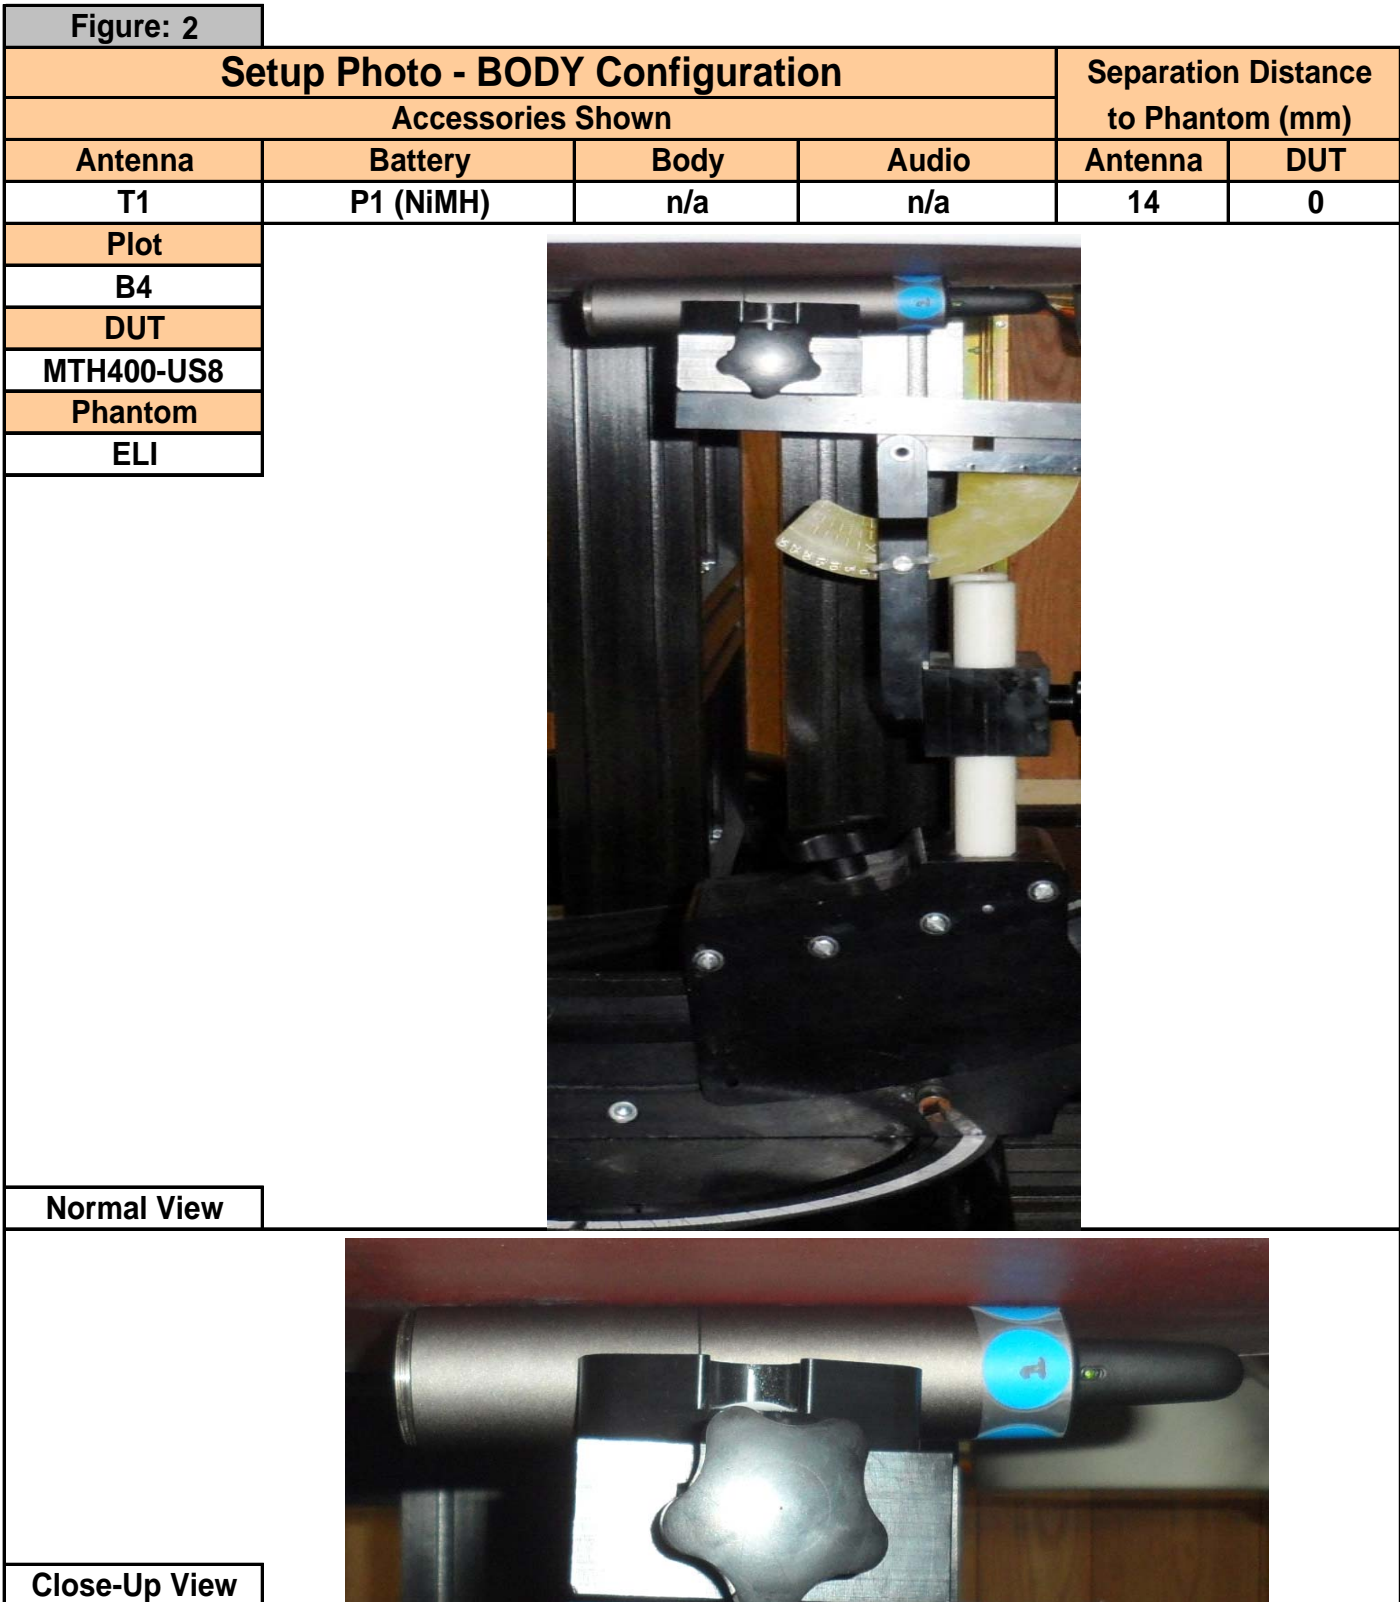 Figure: 2
Setup Photo - BODY Configuration
Separation Distance
to Phantom (mm)
Accessories Shown
Antenna Battery Body Audio Antenna DUT
T1 P1 (NiMH) n/a n/a 14 0
Plot
B4
DUT
MTH400-US8
Phantom
ELI
Normal View
1
Close-Up View